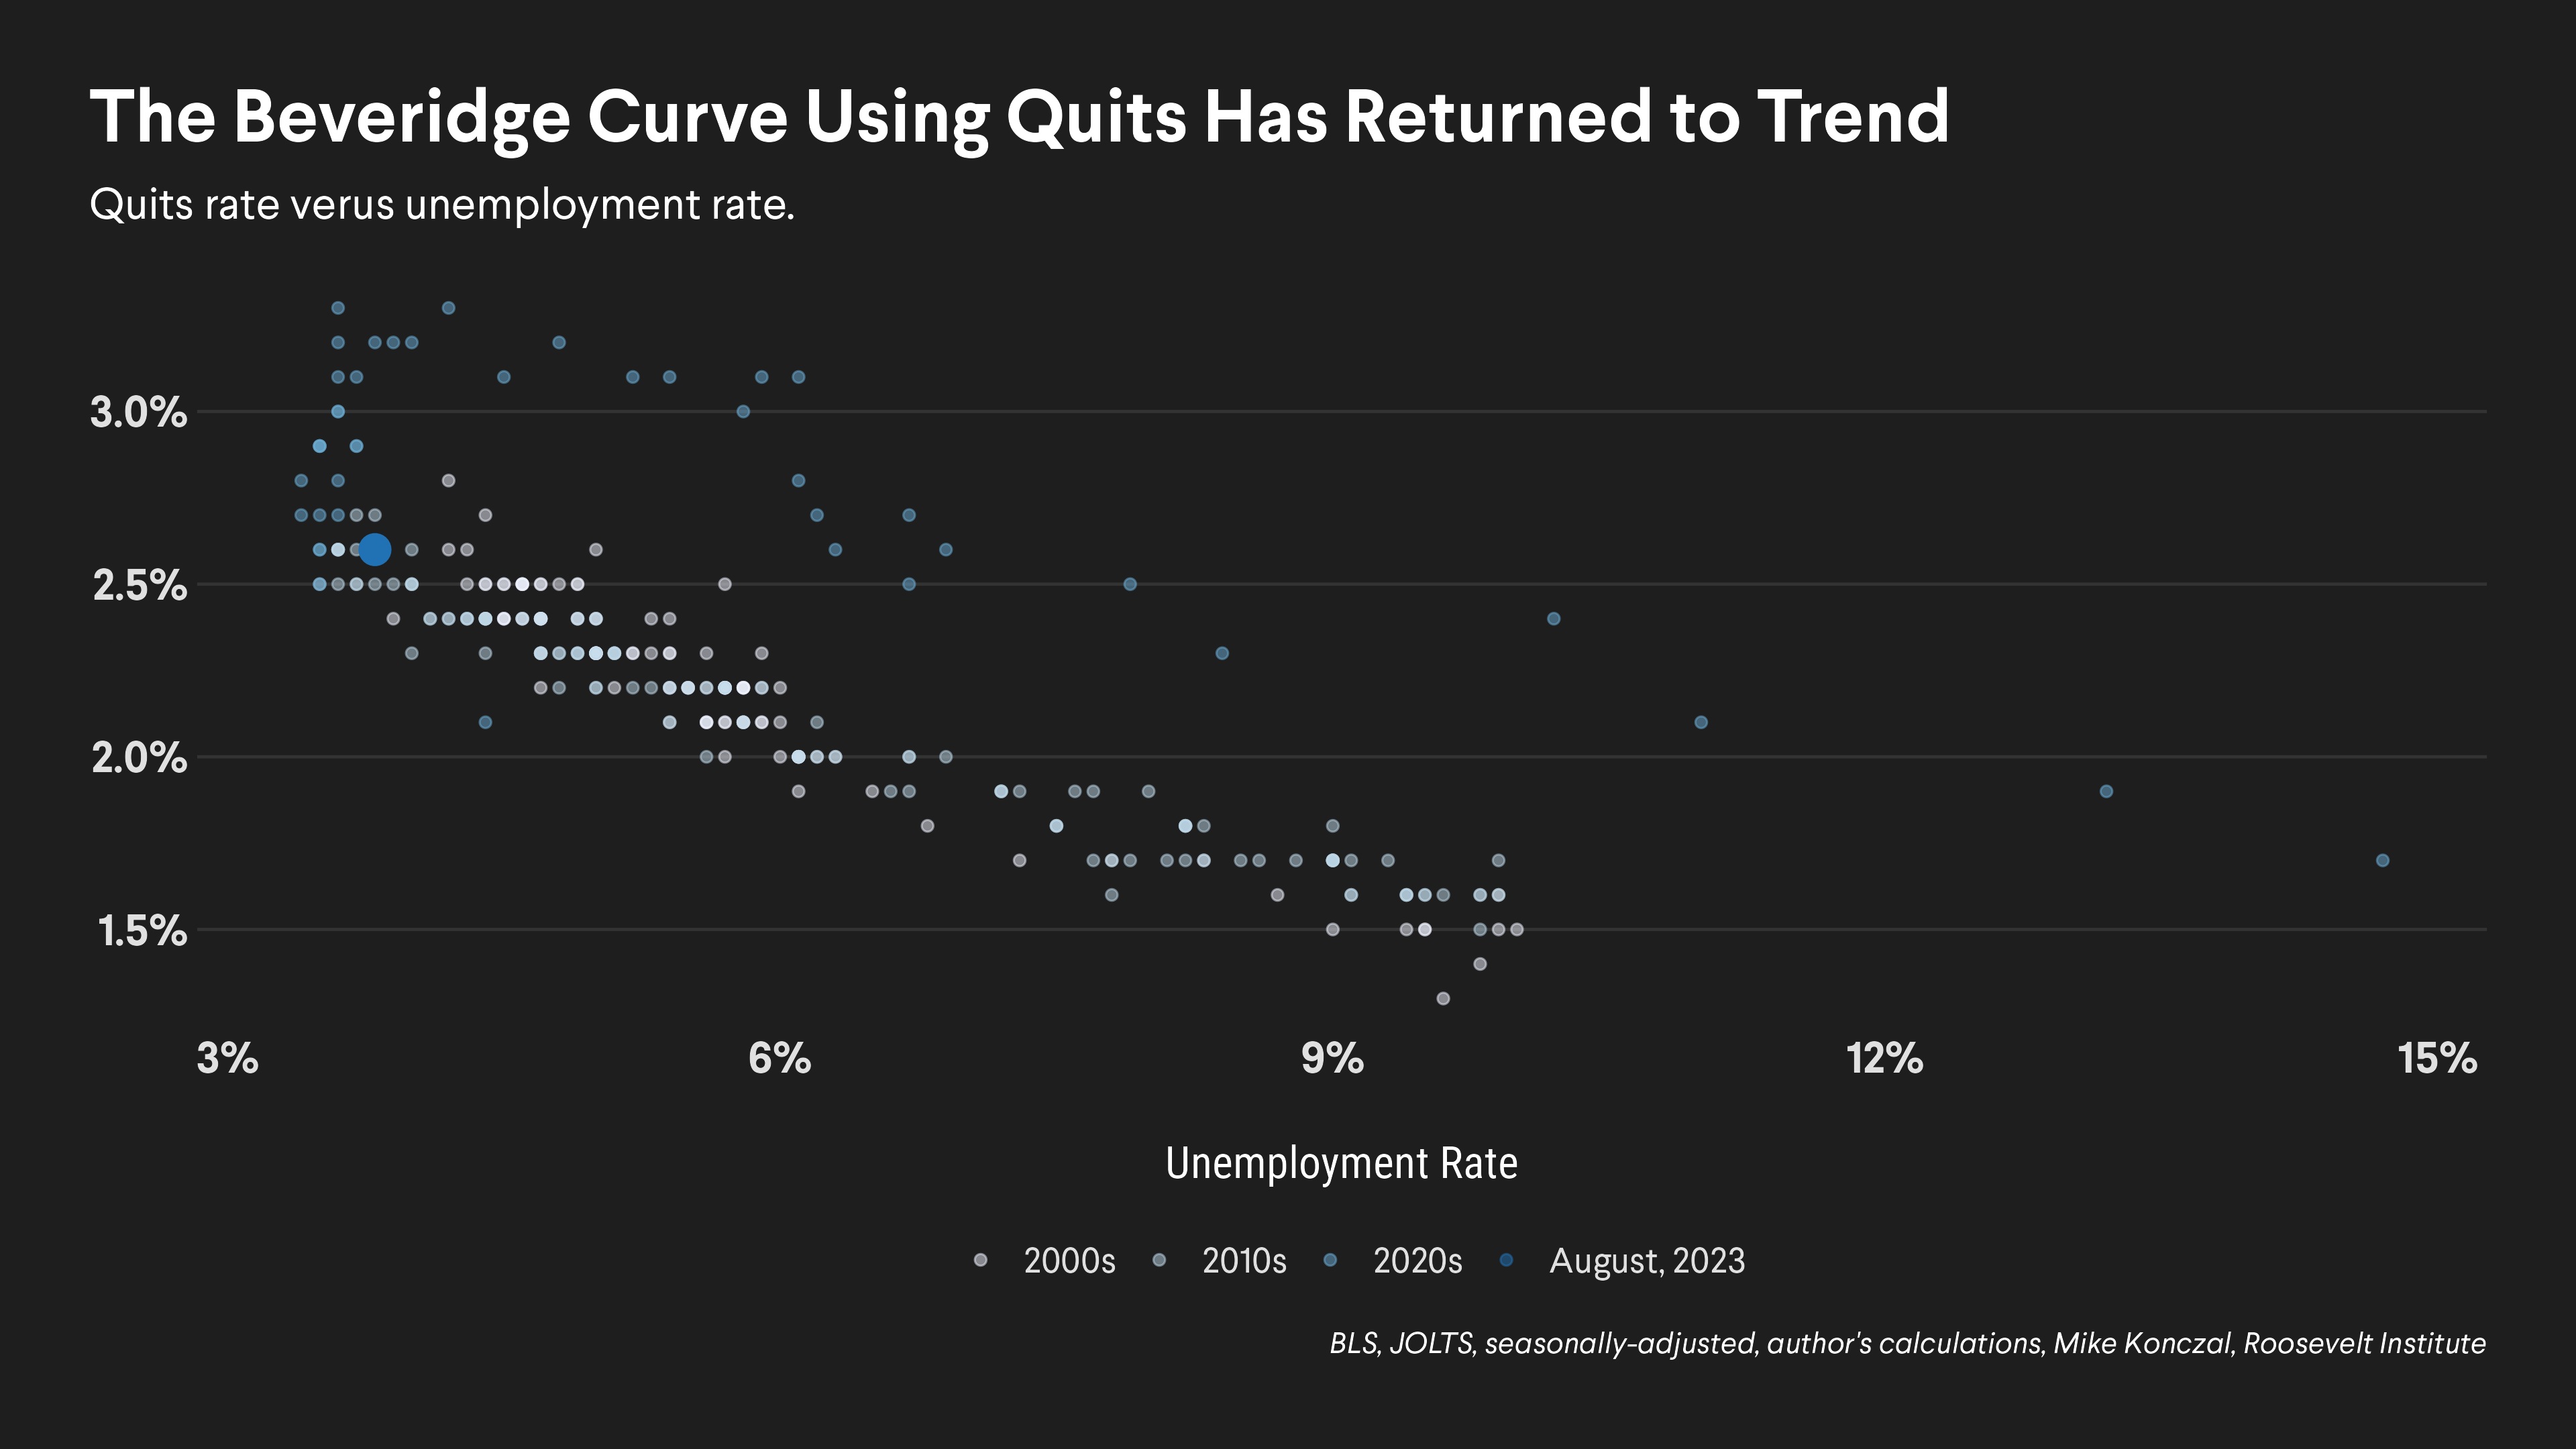 The Beveridge Curve Using Quits Has Returned to Trend
Quits rate verus unemployment rate.
3.0%
2.5%
2.0%
1.5%
3% 6% 9% 12% 15%
Unemployment Rate
2000s 2010s 2020s August, 2023
BLS, JOLTS, seasonally-adjusted, author's calculations, Mike Konczal, Roosevelt Institute